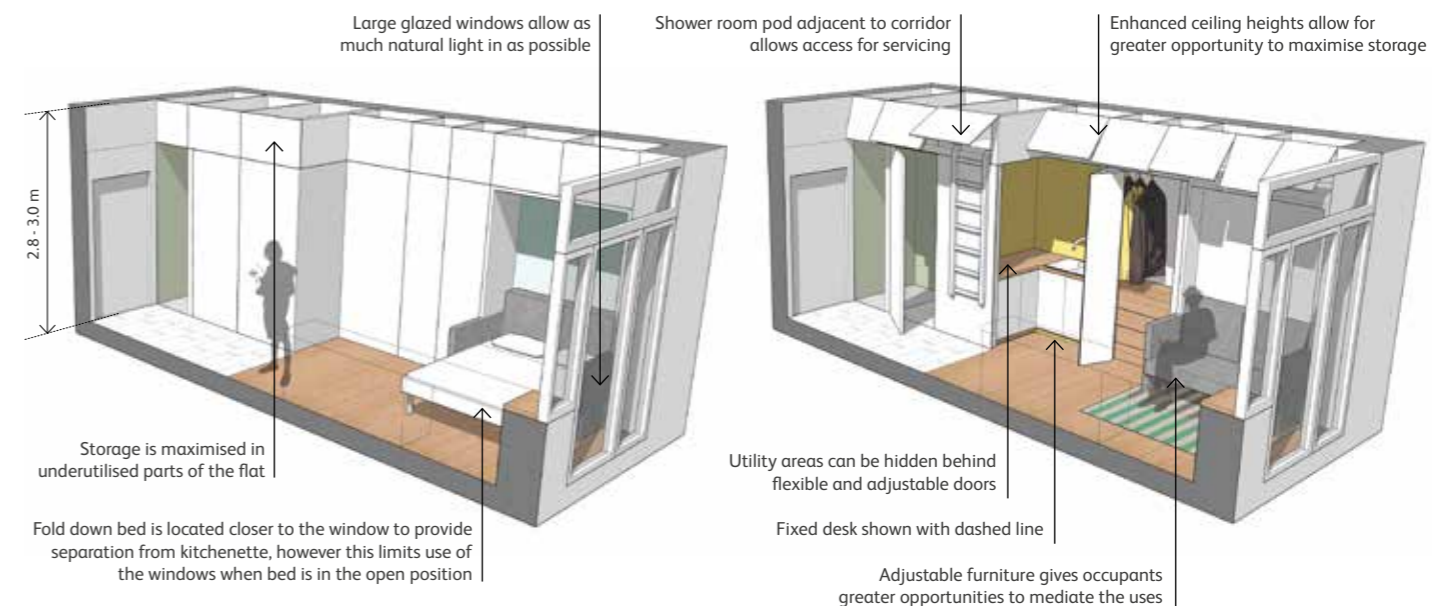 Large glazed windows allow as
much natural light in as possible
Shower room pod adjacent to corridor
allows access for servicing
Enhanced ceiling heights allow for
greater opportunity to maximise storage
2.8 - 3.0 m
Storage is maximised in
underutilised parts of the flat
Fold down bed is located closer to the window to provide
separation from kitchenette, however this limits use of
the windows when bed is in the open position
Utility areas can be hidden behind
flexible and adjustable doors
Fixed desk shown with dashed line
Adjustable furniture gives occupants
greater opportunities to mediate the uses